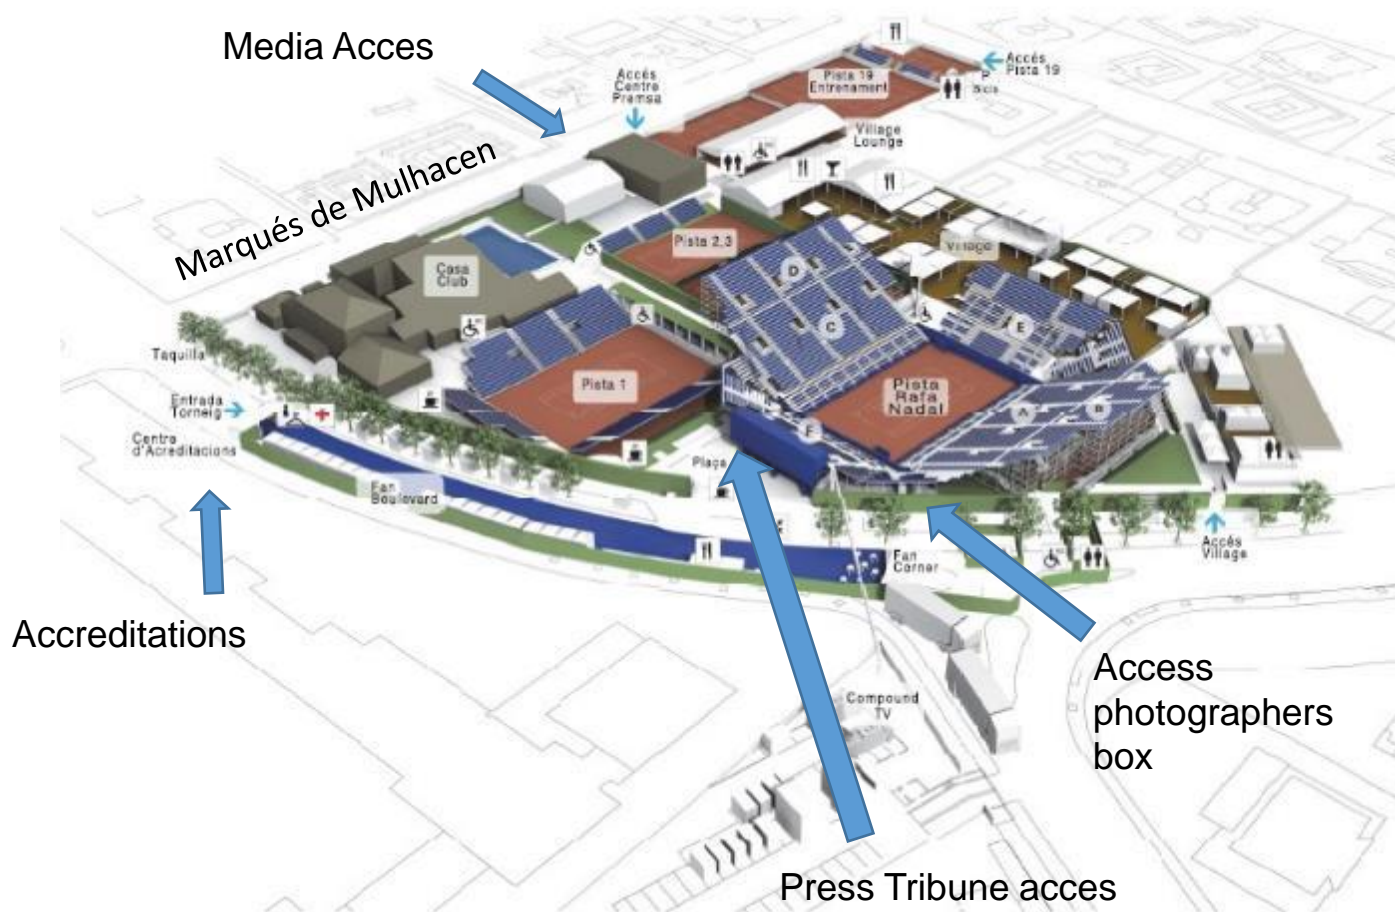 Media Acces
Accés
Pista 19
P
Bicis
Pista 19
Entrenament
Accés
Centre
Premsa
Village
Lounge
Marqués de Mulhacen
Pista 2,3
Village
Casa
Club
D
C
E
Taquilla
Pista 1
Pista
Rafa
Nadal
A
B
Entrada
Torneig
F
Centre
d'Acreditacions
Plaça
Fan
Boulevard
Accés
Village
Fan
Corner
Accreditations
Access
photographers
box
Compound
TV
Press Tribune acces